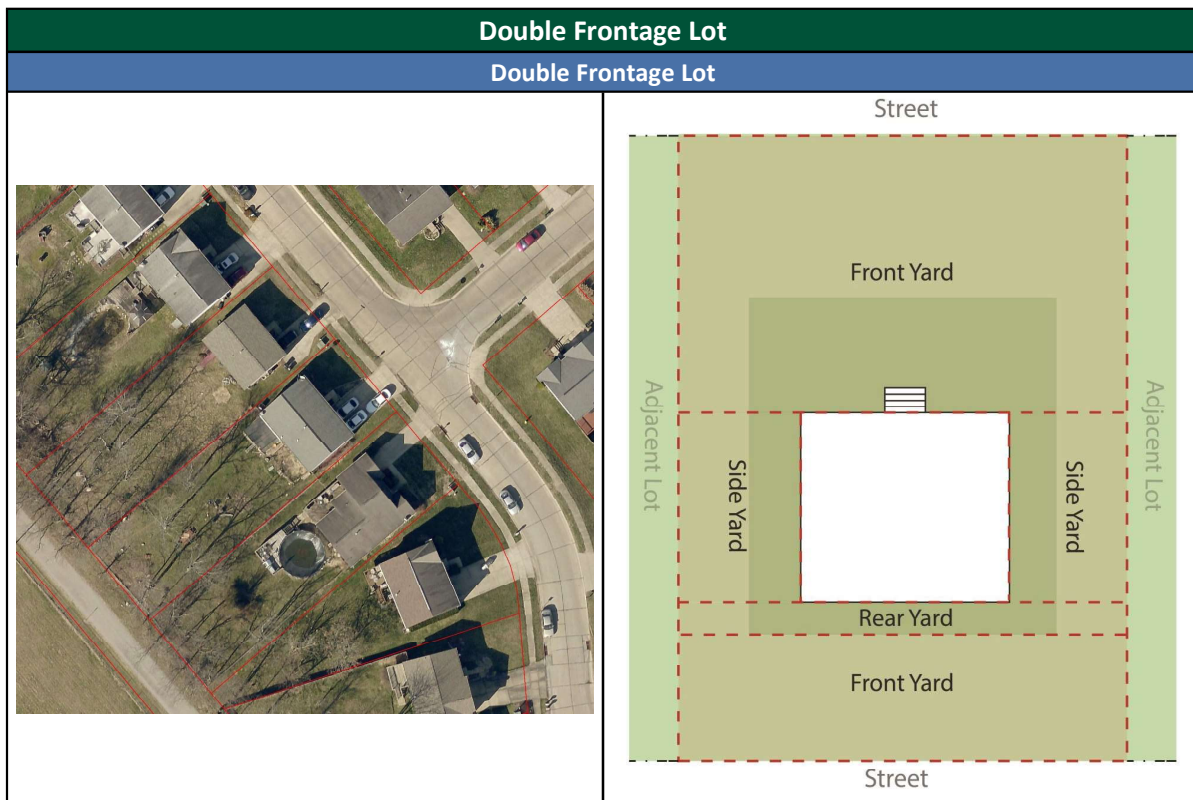 Double Frontage Lot
Double Frontage Lot
Street
Front Yard
Adjacent Lot
Side Yard
Side Yard
Adjacent Lot
Rear Yard
Front Yard
Street